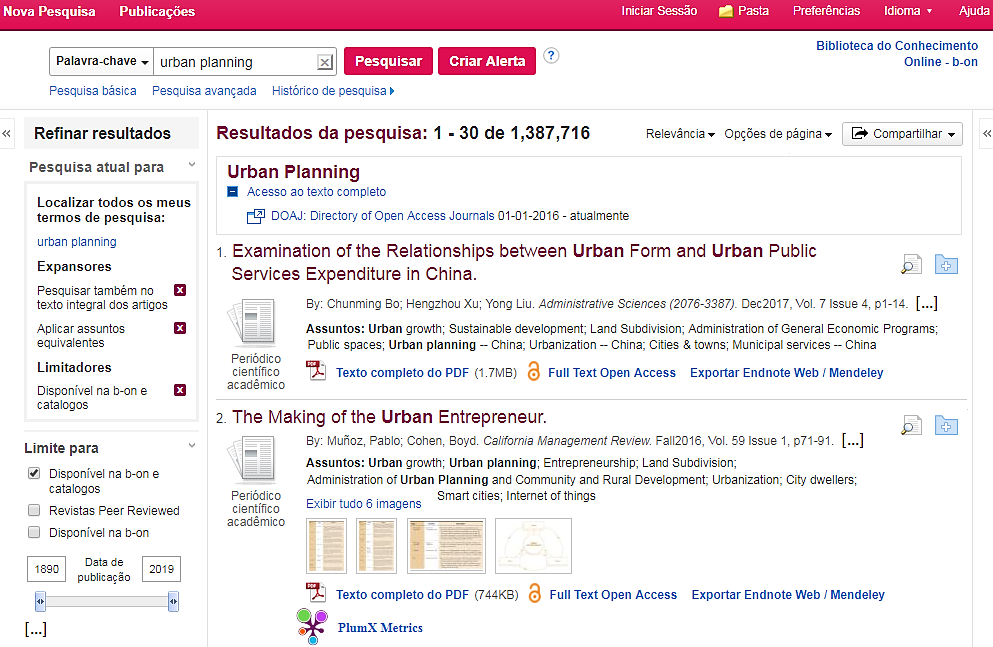 Nova Pesquisa Publicações Iniciar Sessão Pasta Preferências Idioma Ajuda
Palavra-chave urban planning Pesquisar Criar Alerta ?
Biblioteca do Conhecimento
Online - b-on
Pesquisa básica Pesquisa avançada Histórico de pesquisa
«
Refinar resultados
Pesquisa atual para
Localizar todos os meus
termos de pesquisa:
urban planning
Expansores
Pesquisar também no
texto integral dos artigos
Aplicar assuntos
equivalentes
Limitadores
Disponível na b-on e
catalogos
Limite para
Disponível na b-on e
catalogos
Revistas Peer Reviewed
Disponível na b-on
1890 Data de
publicação 2019
[...]
Resultados da pesquisa: 1 - 30 de 1,387,716 Relevância Opções de página Compartilhar «
Urban Planning
Acesso ao texto completo
DOAJ: Directory of Open Access Journals 01-01-2016 - atualmente
1. Examination of the Relationships between Urban Form and Urban Public
Services Expenditure in China.
Periódico
científico
acadêmico
By: Chunming Bo; Hengzhou Xu; Yong Liu. Administrative Sciences (2076-3387). Dec2017, Vol. 7 Issue 4, p1-14. [...]
Assuntos: Urban growth; Sustainable development; Land Subdivision; Administration of General Economic Programs;
Public spaces; Urban planning -- China; Urbanization -- China; Cities & towns; Municipal services -- China
PDF Texto completo do PDF (1.7MB) Full Text Open Access Exportar Endnote Web / Mendeley
2. The Making of the Urban Entrepreneur.
Periódico
científico
acadêmico
By: Muñoz, Pablo; Cohen, Boyd. California Management Review. Fall2016, Vol. 59 Issue 1, p71-91. [...]
Assuntos: Urban growth; Urban planning; Entrepreneurship; Land Subdivision;
Administration of Urban Planning and Community and Rural Development; Urbanization; City dwellers;
Smart cities; Internet of things
Exibir tudo 6 imagens
PDF Texto completo do PDF (744KB) Full Text Open Access Exportar Endnote Web / Mendeley
PlumX Metrics